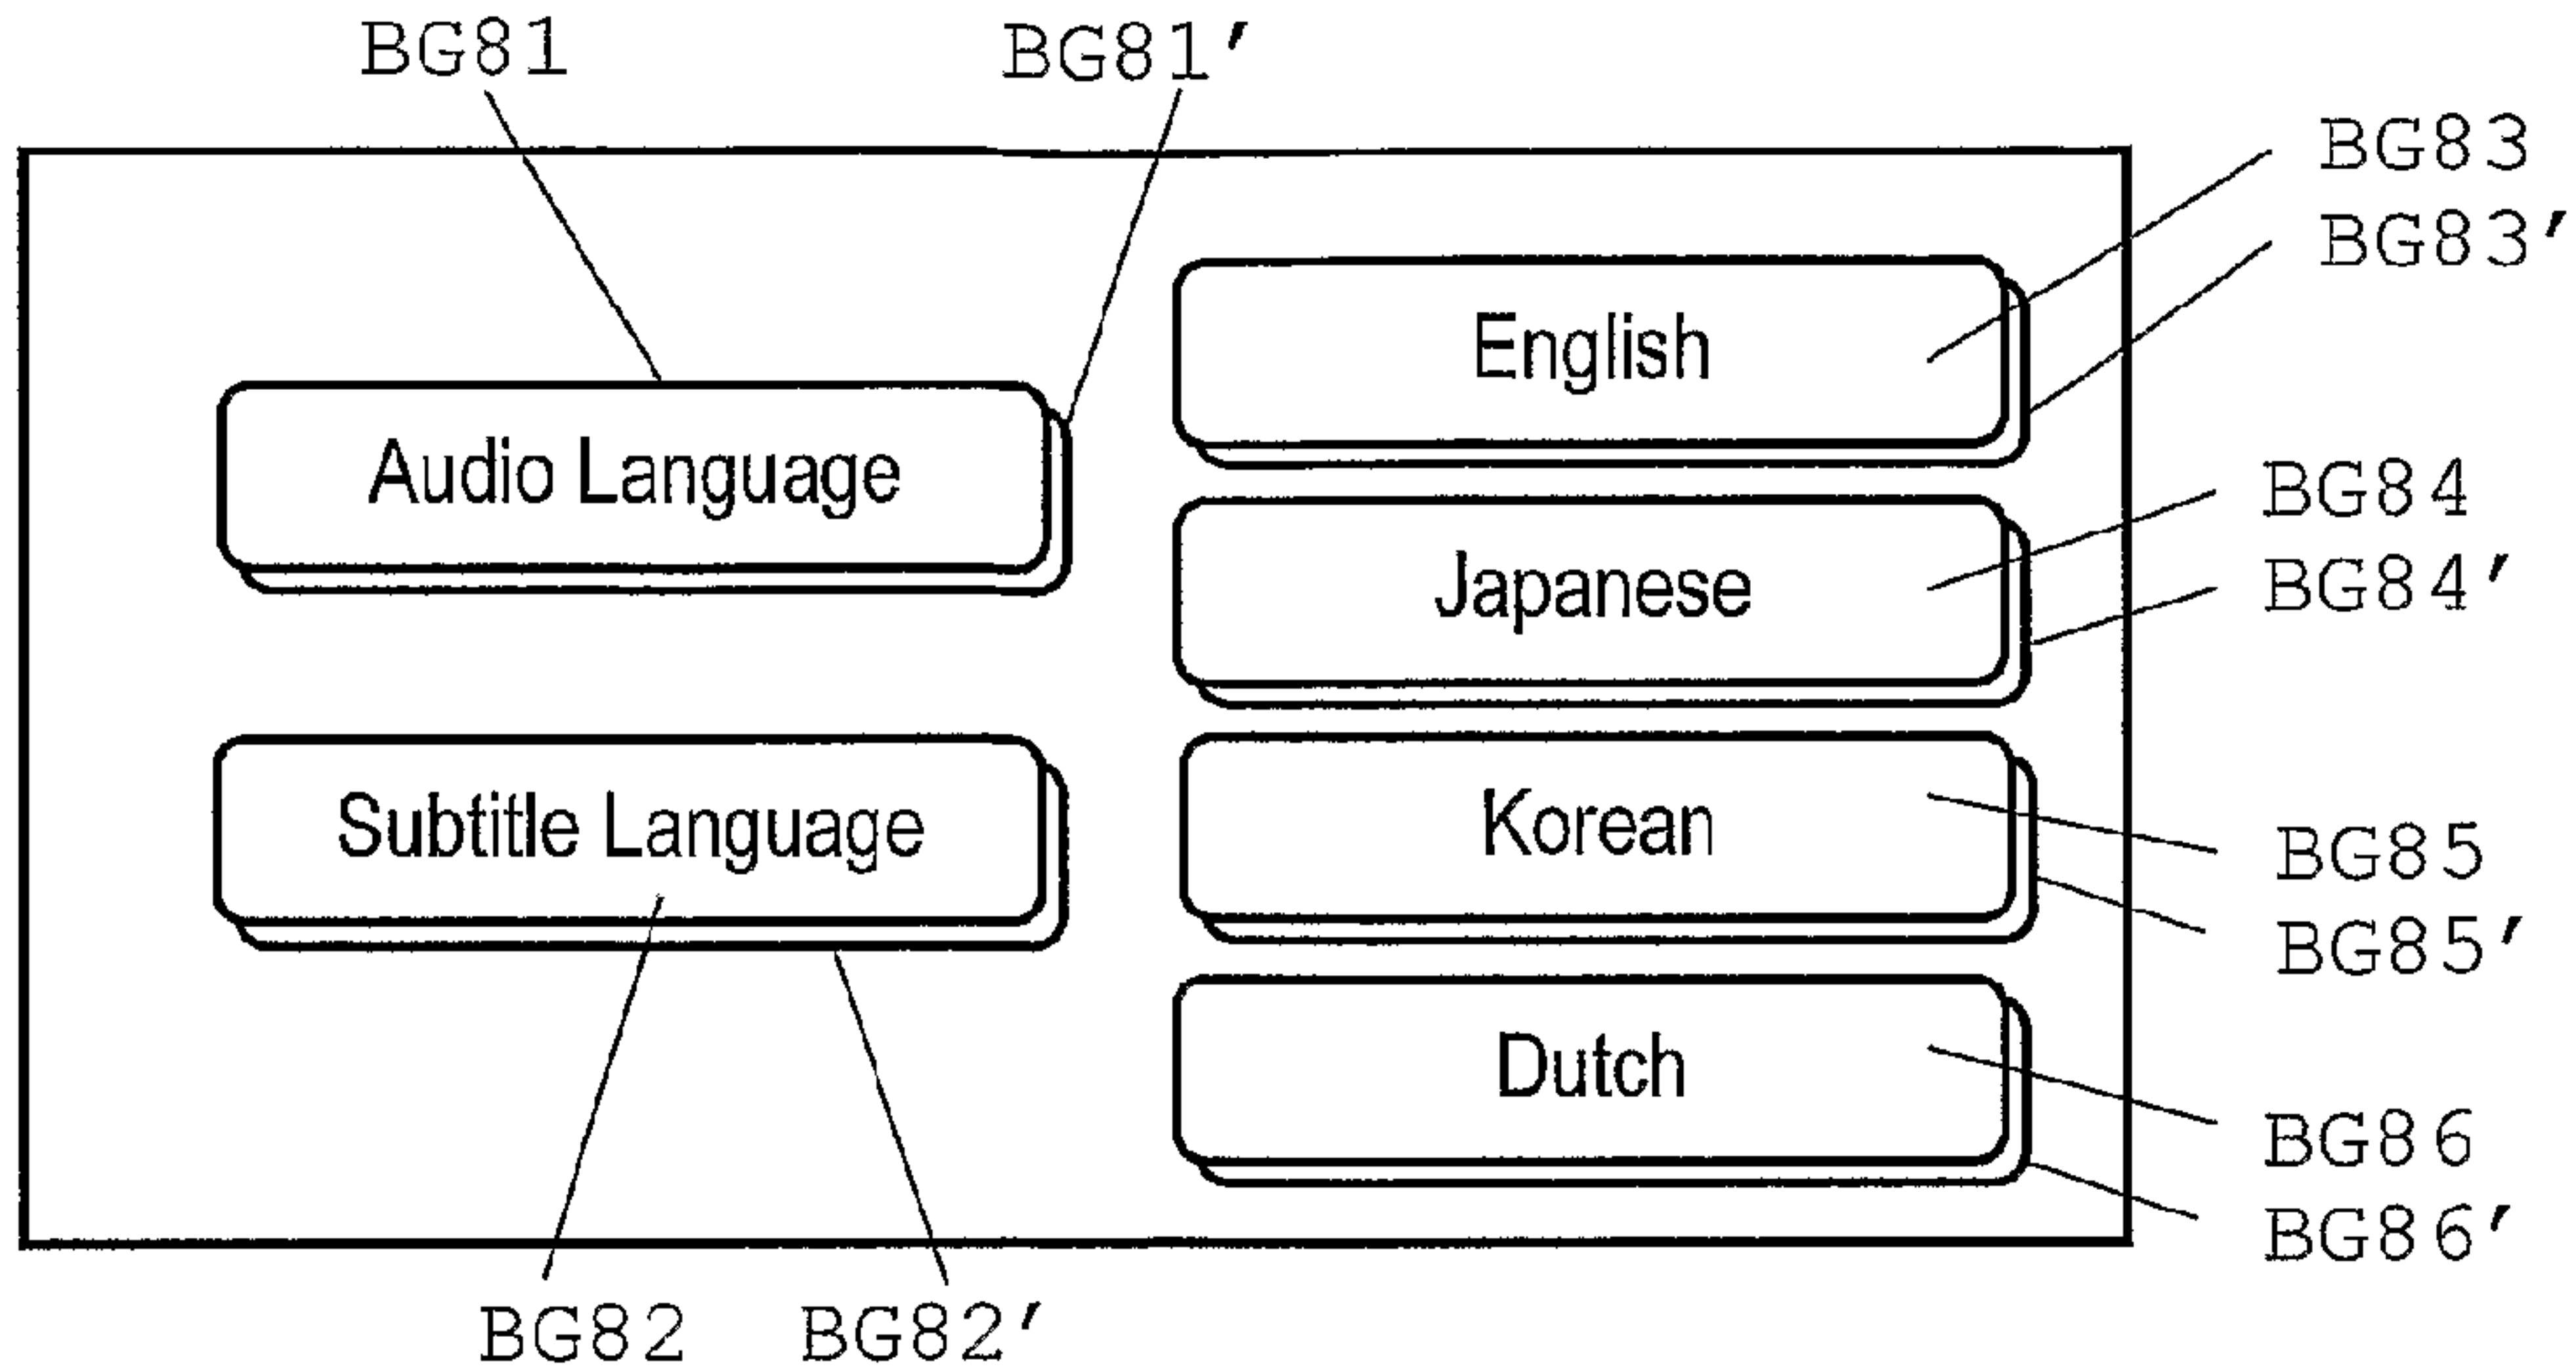 BG81 BG81'
BG83
BG83'
English
Audio Language
BG84
Japanese
BG84'
Subtitle Language
Korean
BG85
BG85'
Dutch
BG86
BG86'
BG82 BG82'